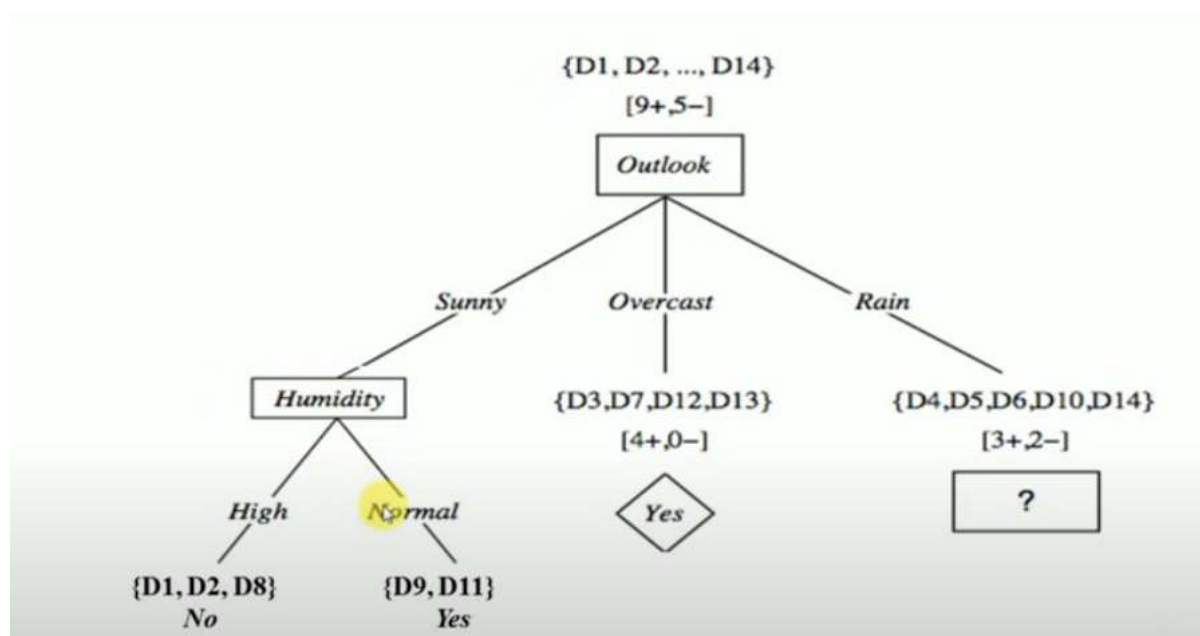 {D1, D2, ..., D14}
[9+,5−]
Outlook
Sunny
Overcast
Rain
Humidity
{D3,D7,D12,D13}
{D4,D5,D6,D10,D14}
[4+,0−]
[3+,2−]
Yes
?
High
Normal
{D1, D2, D8}
{D9, D11}
No
Yes